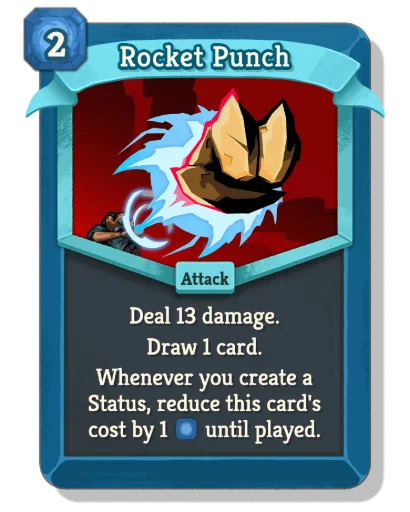 2
Rocket Punch
Attack
Deal 13 damage.
Draw 1 card.
Whenever you create a
Status, reduce this card's
cost by 1 until played.